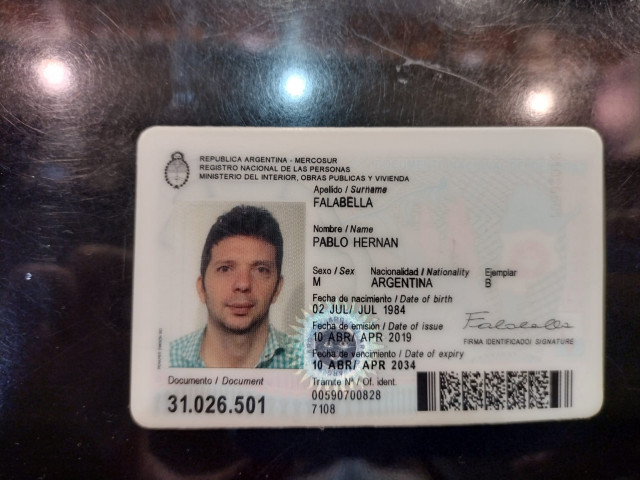 REPUBLICA ARGENTINA - MERCOSUR
REGISTRO NACIONAL DE LAS PERSONAS
MINISTERIO DEL INTERIOR, OBRAS PUBLICAS Y VIVIENDA
Apellido / Surname
FALABELLA
Nombre / Name
PABLO HERNAN
Sexo / Sex Nacionalidad / Nationality Ejemplar
M ARGENTINA B
Fecha de nacimiento / Date of birth
02 JUL/ JUL 1984
Fecha de emisión / Date of issue
10 ABR/ APR 2019
FIRMA IDENTIFICADO/ SIGNATURE
Fecha de vencimiento / Date of expiry
10 ABR/ APR 2034
Documento / Document Trámite Nº / Of. ident.
31.026.501 00590700828
7108